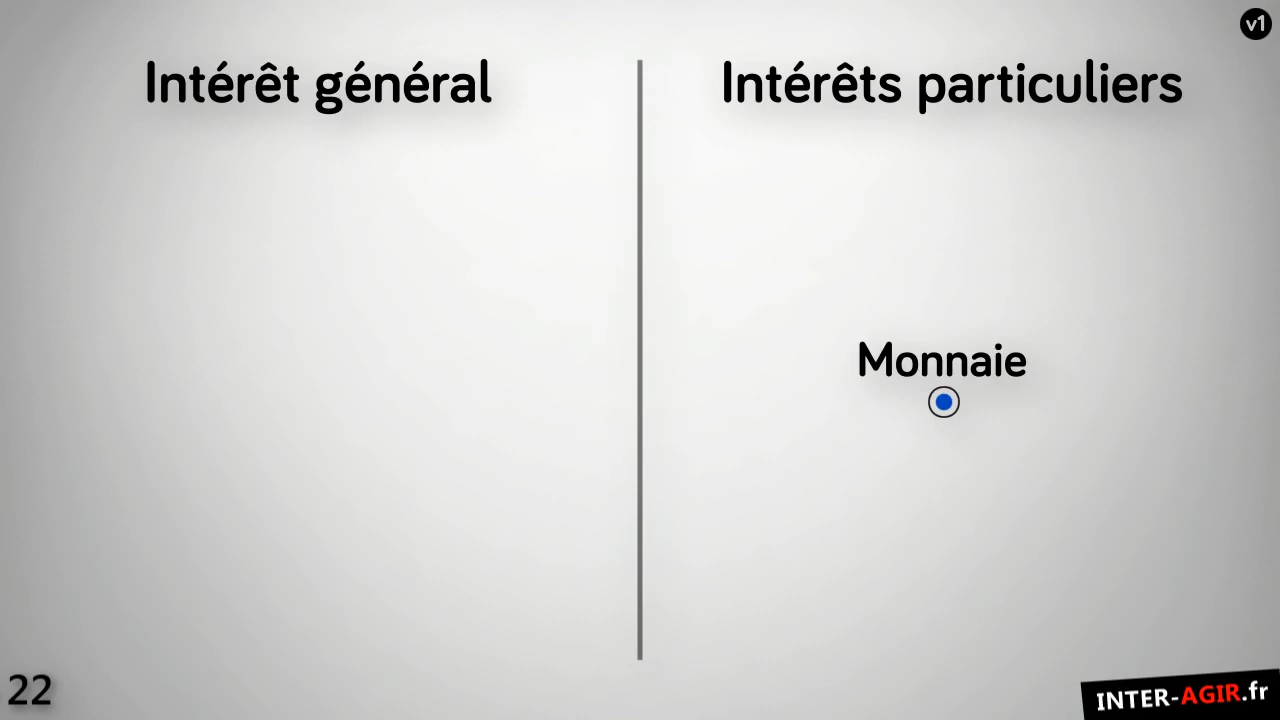 v1
Intérêt général
Intérêts particuliers
Monnaie
22
INTER-AGIR.fr